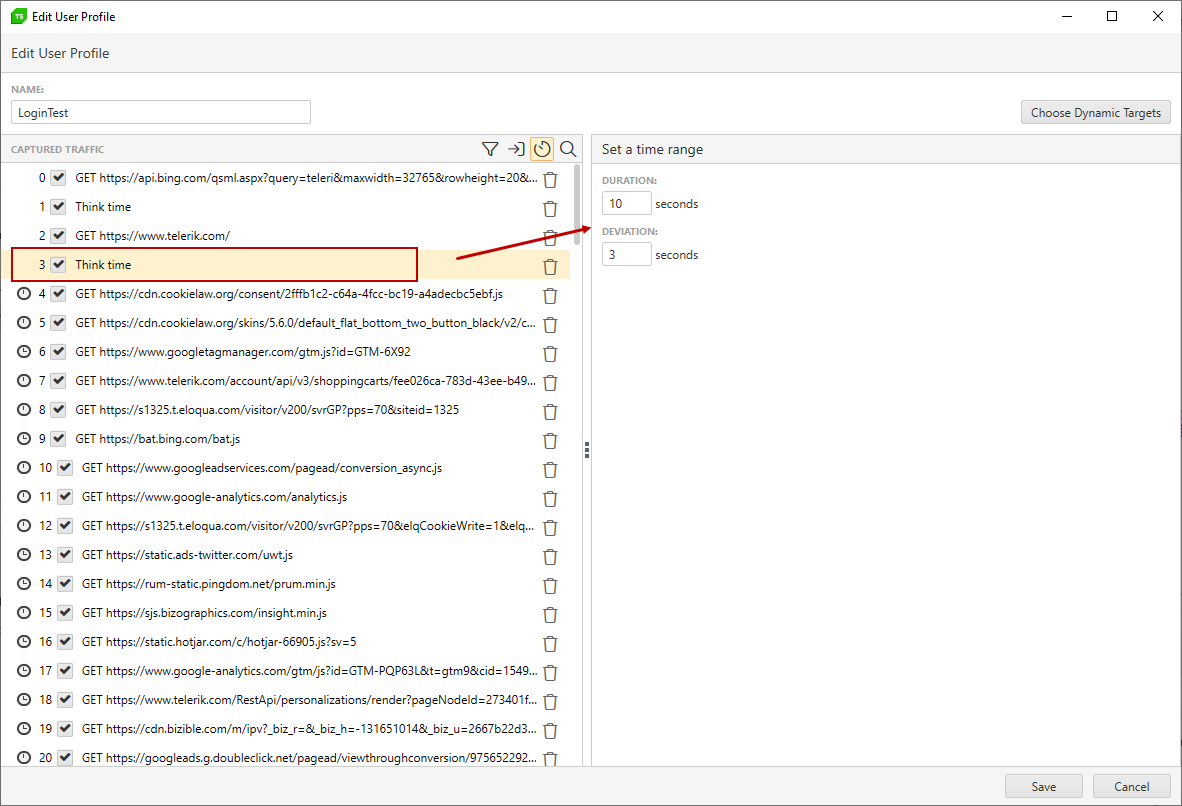 TS Edit User Profile
Edit User Profile
NAME:
LoginTest
Choose Dynamic Targets
CAPTURED TRAFFIC
0 GET https://api.bing.com/qsml.aspx?query=teleri&maxwidth=32765&rowheight=20&...
1 Think time
2 GET https://www.telerik.com/
3 Think time
4 GET https://cdn.cookielaw.org/consent/2fffb1c2-c64a-4fcc-bc19-a4adecbc5ebf.js
5 GET https://cdn.cookielaw.org/skins/5.6.0/default_flat_bottom_two_button_black/v2/c...
6 GET https://www.googletagmanager.com/gtm.js?id=GTM-6X92
7 GET https://www.telerik.com/account/api/v3/shoppingcarts/fee026ca-783d-43ee-b49...
8 GET https://s1325.t.eloqua.com/visitor/v200/svrGP?pps=70&siteid=1325
9 GET https://bat.bing.com/bat.js
10 GET https://www.googleadservices.com/pagead/conversion_async.js
11 GET https://www.google-analytics.com/analytics.js
12 GET https://s1325.t.eloqua.com/visitor/v200/svrGP?pps=70&elqCookieWrite=1&elq...
13 GET https://static.ads-twitter.com/uwt.js
14 GET https://rum-static.pingdom.net/prum.min.js
15 GET https://sjs.bizographics.com/insight.min.js
16 GET https://static.hotjar.com/c/hotjar-66905.js?sv=5
17 GET https://www.google-analytics.com/gtm/js?id=GTM-PQP63L&t=gtm9&cid=1549...
18 GET https://www.telerik.com/RestApi/personalizations/render?pageNodeId=273401f...
19 GET https://cdn.bizible.com/m/ipv?_biz_r=&_biz_h=-131651014&_biz_u=2667b22d3...
20 GET https://googleads.g.doubleclick.net/pagead/viewthroughconversion/975652292...
Set a time range
DURATION:
10 seconds
DEVIATION:
3 seconds
Save
Cancel